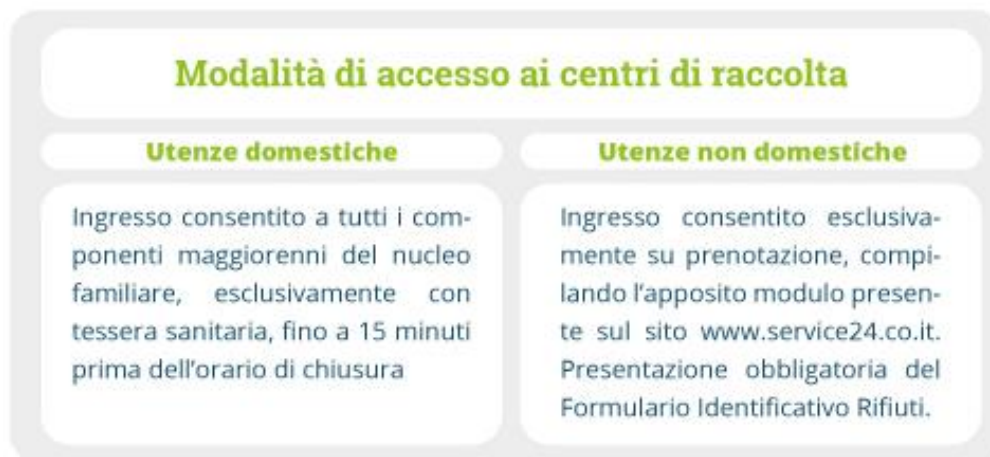 Modalità di accesso ai centri di raccolta
Utenze domestiche
Ingresso consentito a tutti i com-
ponenti maggiorenni del nucleo
familiare, esclusivamente con
tessera sanitaria, fino a 15 minuti
prima dell'orario di chiusura
Utenze non domestiche
Ingresso consentito esclusiva-
mente su prenotazione, compi-
lando l'apposito modulo presen-
te sul sito www.service24.co.it.
Presentazione obbligatoria del
Formulario Identificativo Rifiuti.